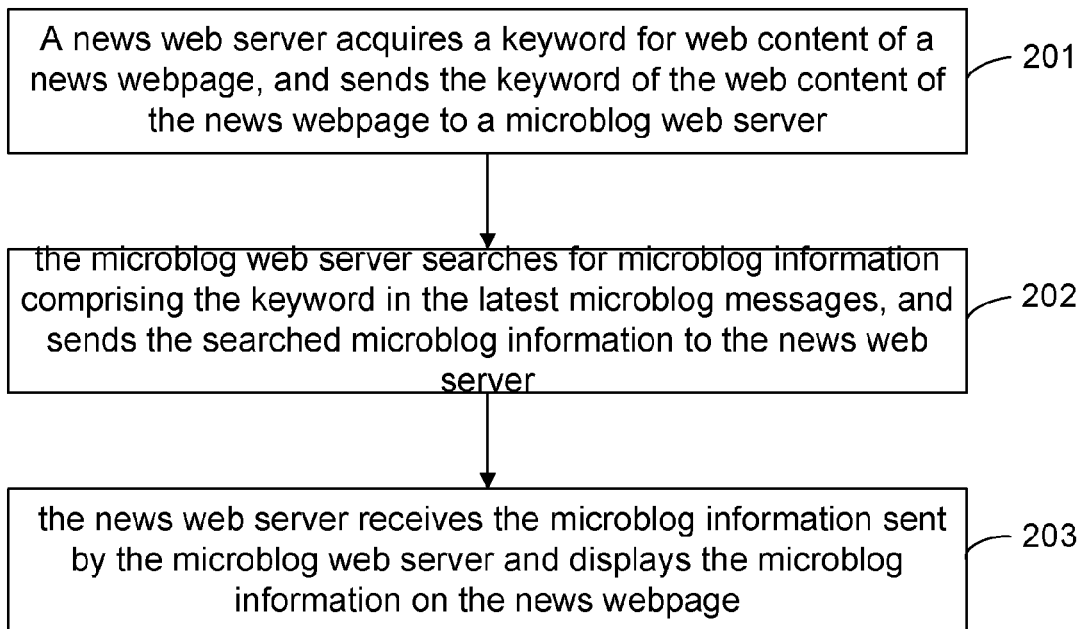 A news web server acquires a keyword for web content of a
news webpage, and sends the keyword of the web content of
the news webpage to a microblog web server
201
the microblog web server searches for microblog information
comprising the keyword in the latest microblog messages, and
sends the searched microblog information to the news web
server
202
the news web server receives the microblog information sent
by the microblog web server and displays the microblog
information on the news webpage
203